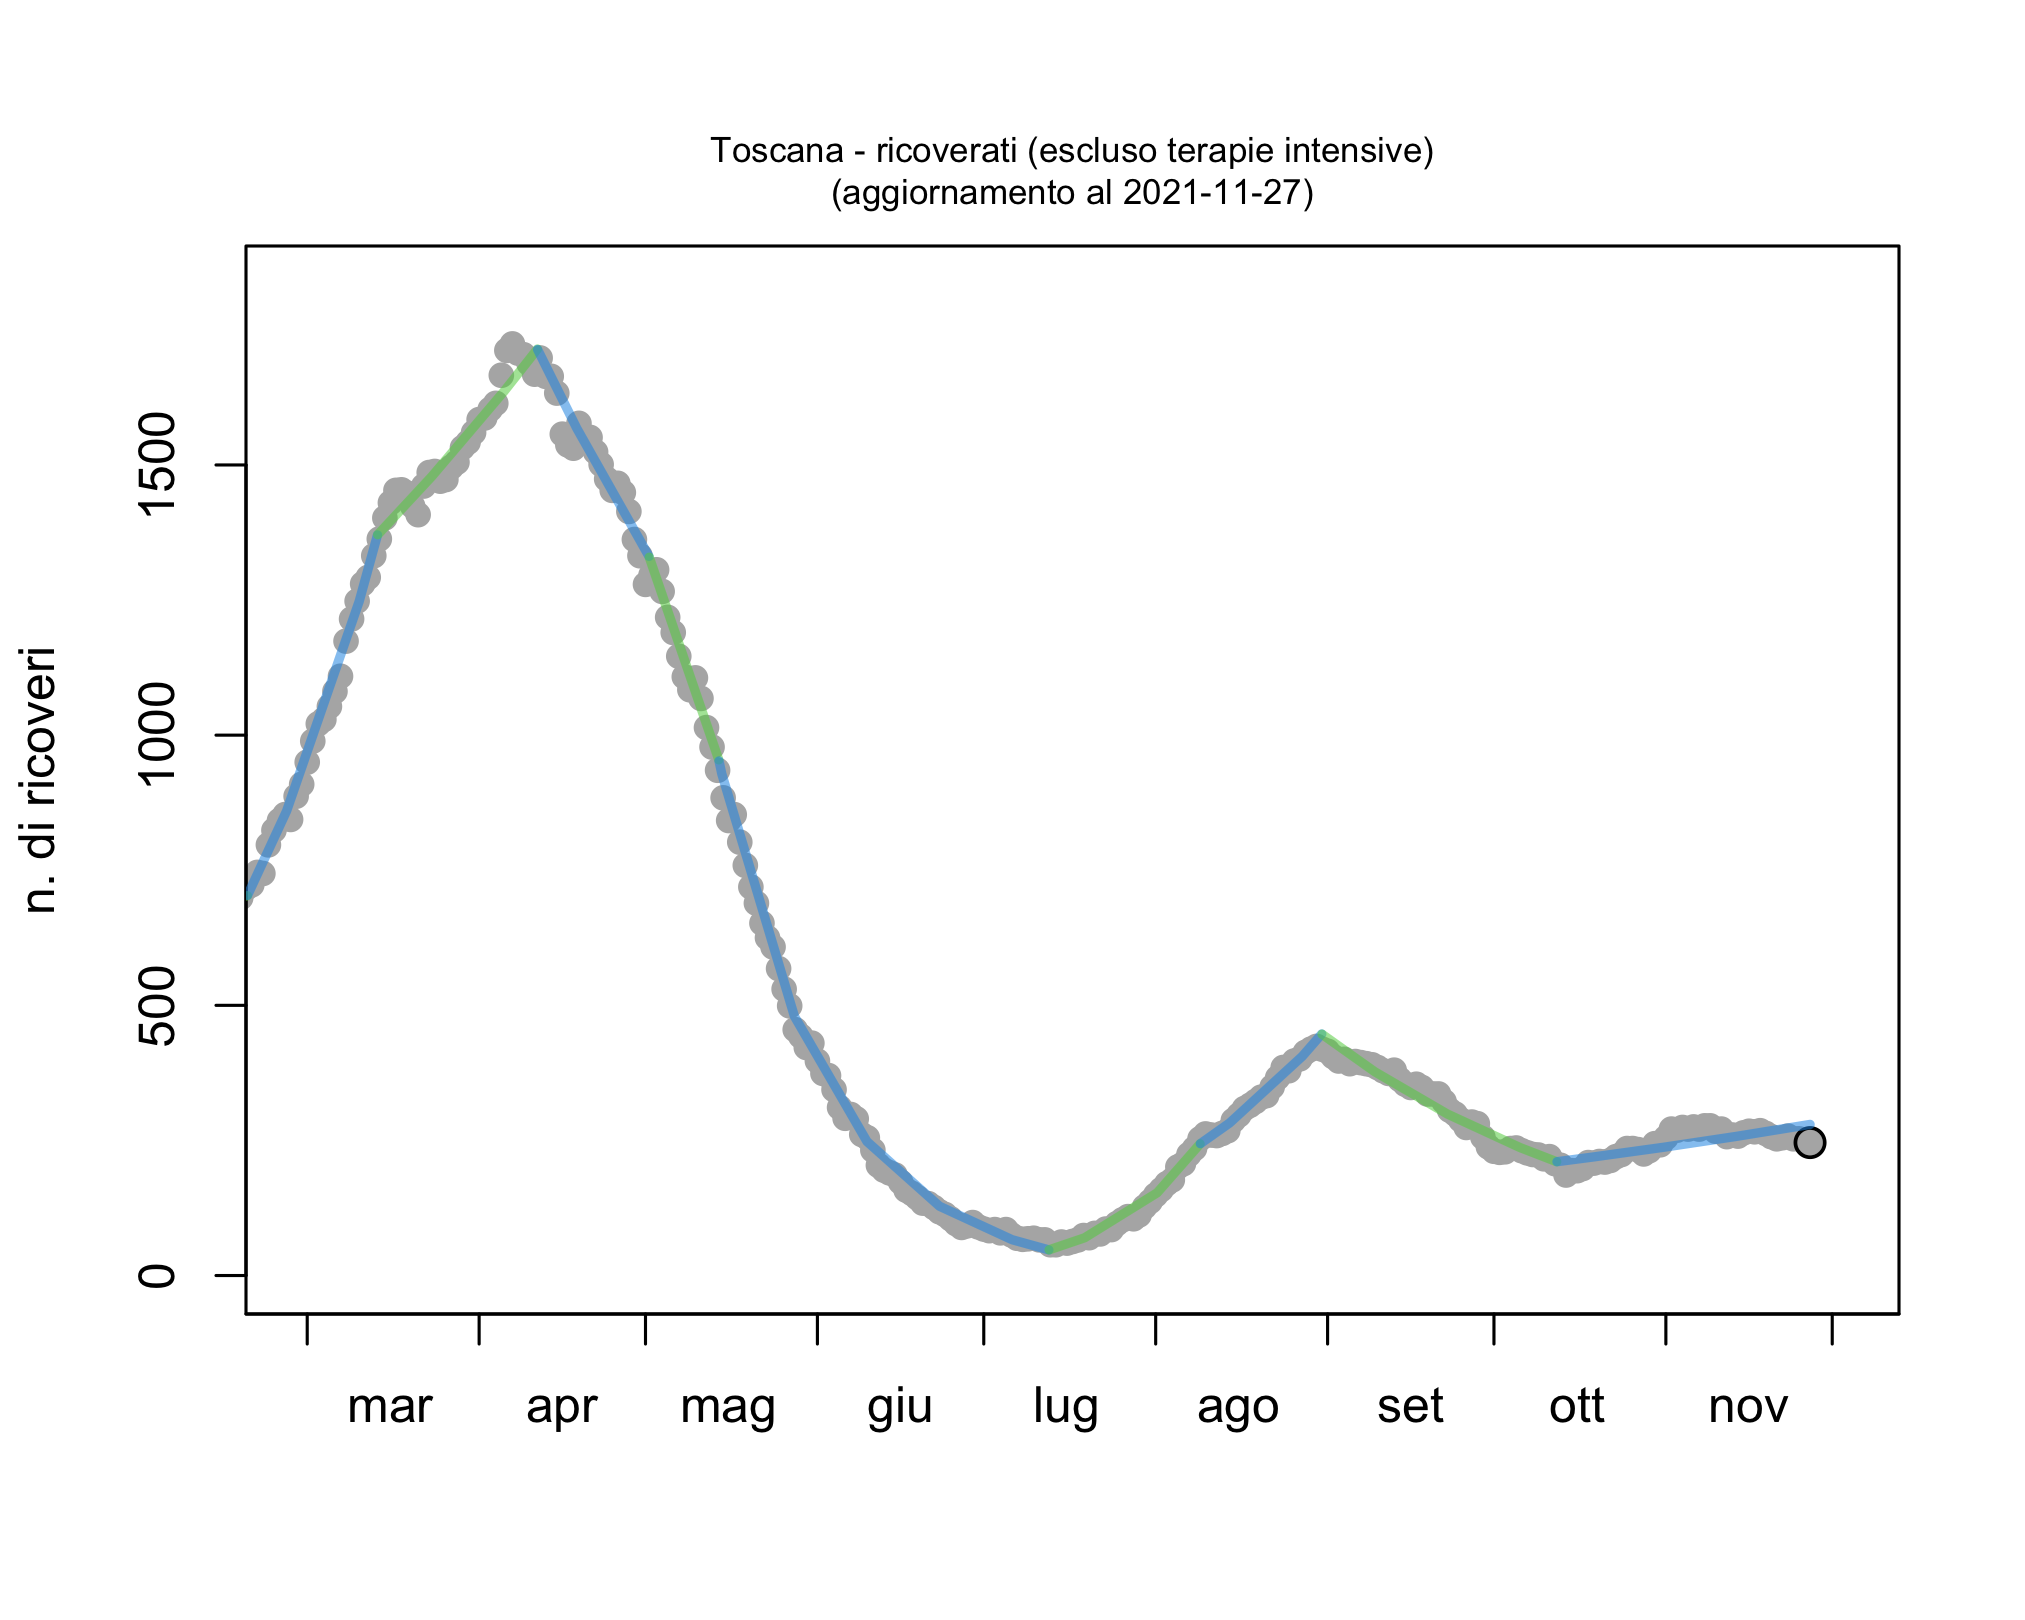 Toscana - ricoverati (escluso terapie intensive)
(aggiornamento al 2021-11-27)
n. di ricoveri
1500
1000
500
0
mar apr mag giu lug ago set ott nov